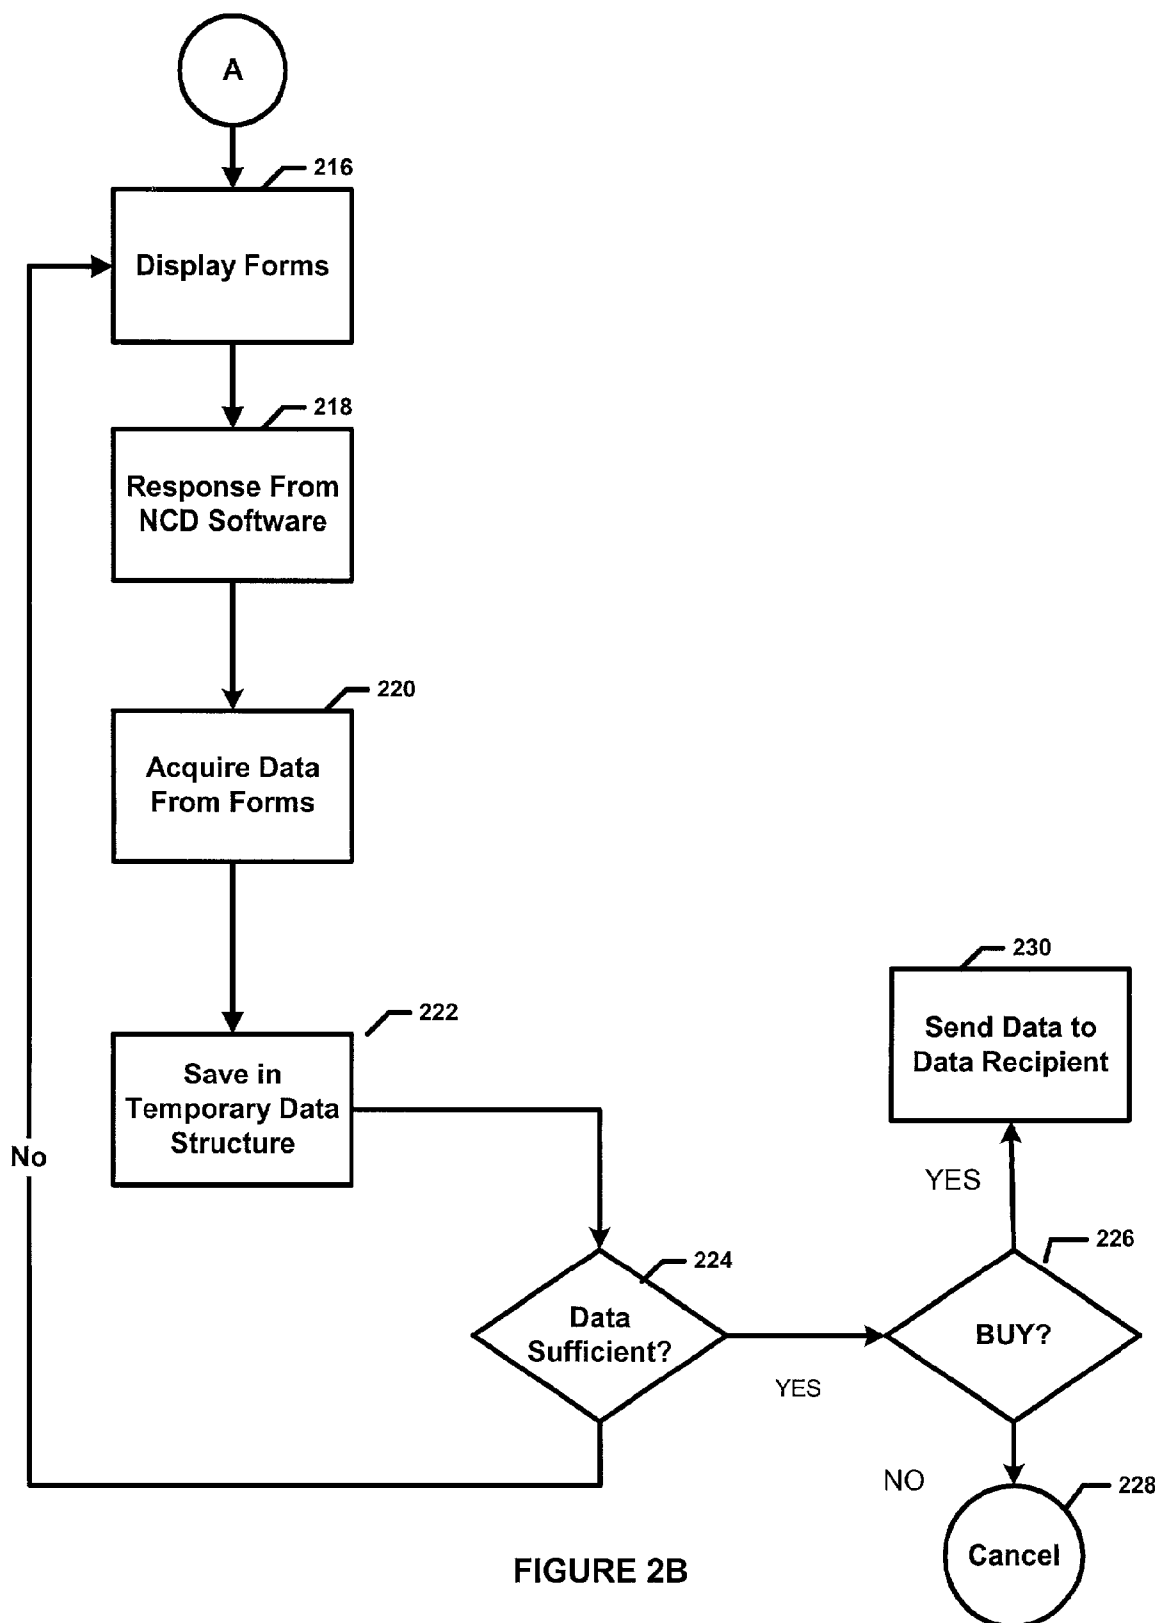 A
216
Display Forms
218
Response From
NCD Software
220
Acquire Data
From Forms
222
Save in
Temporary Data
Structure
No
224
Data
Sufficient?
YES
226
BUY?
YES
230
Send Data to
Data Recipient
NO
228
Cancel
FIGURE 2B